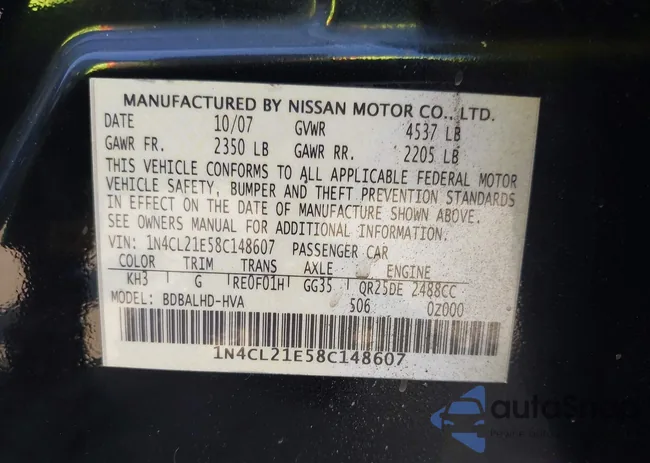 MANUFACTURED BY NISSAN MOTOR CO., LTD.
DATE 10/07 GVWR 4537 LB
GAWR FR. 2350 LB GAWR RR. 2205 LB
THIS VEHICLE CONFORMS TO ALL APPLICABLE FEDERAL MOTOR
VEHICLE SAFETY, BUMPER AND THEFT PREVENTION STANDARDS
IN EFFECT ON THE DATE OF MANUFACTURE SHOWN ABOVE.
SEE OWNERS MANUAL FOR ADDITIONAL INFORMATION.
VIN: 1N4CL21E58C148607 PASSENGER CAR
COLOR TRIM TRANS AXLE ENGINE
KH3 G RE0F01H GG35 QR25DE 2488CC
MODEL: BDBALHD-HVA 506 0Z000
1N4CL21E58C148607